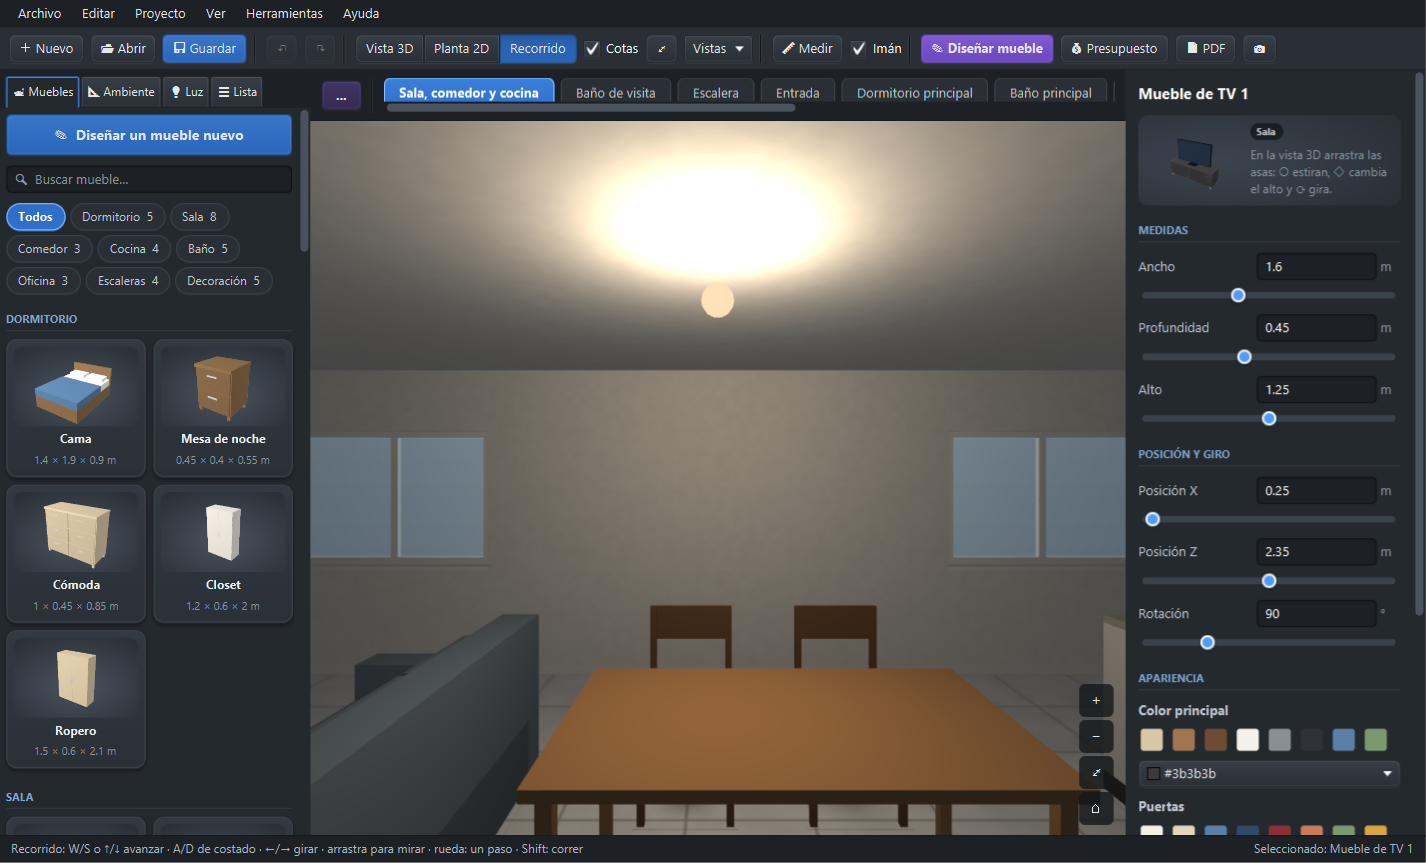 Archivo Editar Proyecto Ver Herramientas Ayuda
+ Nuevo Abrir Guardar Vista 3D Planta 2D Recorrido Cotas Vistas Medir Imán Diseñar mueble Presupuesto PDF
Muebles Ambiente Luz Lista
Diseñar un mueble nuevo
Buscar mueble...
Todos Dormitorio 5 Sala 8
Comedor 3 Cocina 4 Baño 5
Oficina 3 Escaleras 4 Decoración 5
DORMITORIO
Cama
1.4 × 1.9 × 0.9 m
Mesa de noche
0.45 × 0.4 × 0.55 m
Cómoda
1 × 0.45 × 0.85 m
Closet
1.2 × 0.6 × 2 m
Ropero
1.5 × 0.6 × 2.1 m
SALA
... Sala, comedor y cocina Baño de visita Escalera Entrada Dormitorio principal Baño principal
+
−
Mueble de TV 1
Sala
En la vista 3D arrastra las
asas: ○ estiran, ◇ cambia
el alto y ⟳ gira.
MEDIDAS
Ancho 1.6 m
Profundidad 0.45 m
Alto 1.25 m
POSICIÓN Y GIRO
Posición X 0.25 m
Posición Z 2.35 m
Rotación 90 °
APARIENCIA
Color principal
#3b3b3b
Puertas
Recorrido: W/S o ↑/↓ avanzar · A/D de costado · ←/→ girar · arrastra para mirar · rueda: un paso · Shift: correr
Seleccionado: Mueble de TV 1